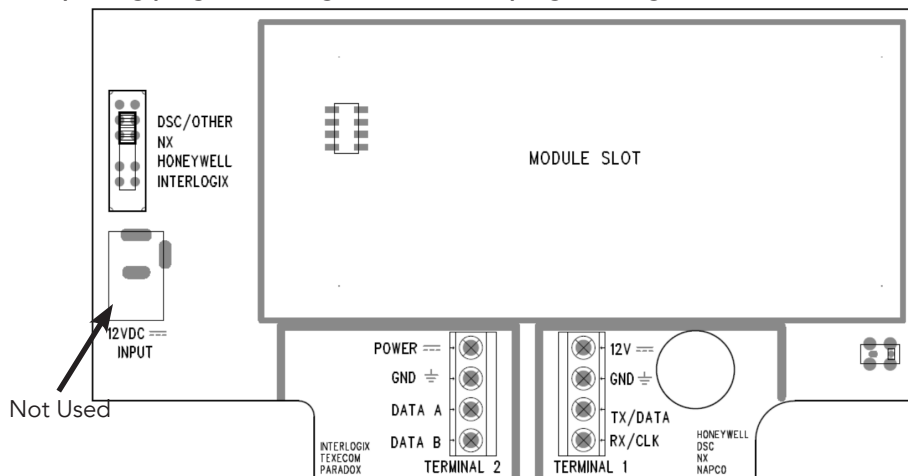 DSC/OTHER
NX
HONEYWELL
INTERLOGIX
MODULE SLOT
12VDC
INPUT
Not Used
POWER
GND
DATA A
DATA B
INTERLOGIX
TEXECOM
PARADOX
TERMINAL 2
12V
GND
TX/DATA
RX/CLK
TERMINAL 1
HONEYWELL
DSC
NX
NAPCO